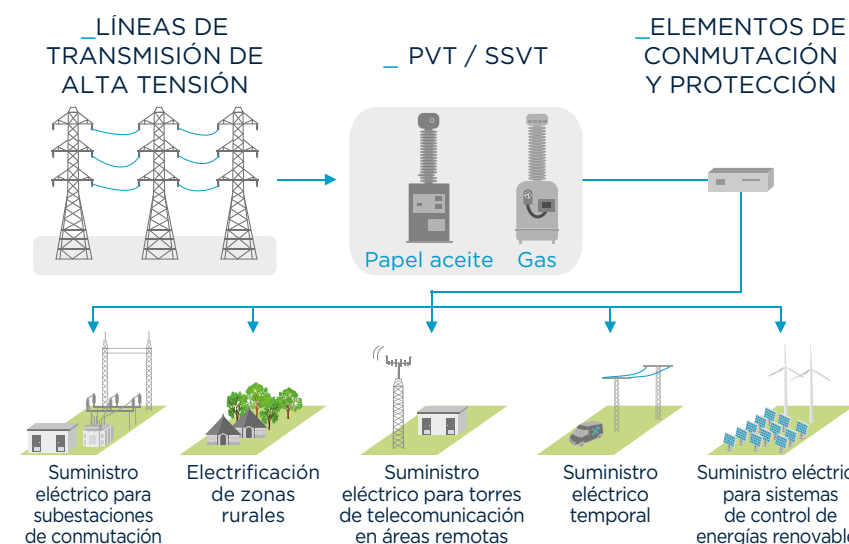 _LÍNEAS DE
TRANSMISIÓN DE
ALTA TENSIÓN
_ PVT / SSVT
_ELEMENTOS DE
CONMUTACIÓN
Y PROTECCIÓN
Papel aceite
Gas
Suministro
eléctrico para
subestaciones
de conmutación
Electrificación
de zonas
rurales
Suministro
eléctrico para torres
de telecomunicación
en áreas remotas
Suministro
eléctrico
temporal
Suministro eléctric
para sistemas
de control de
energías renovable